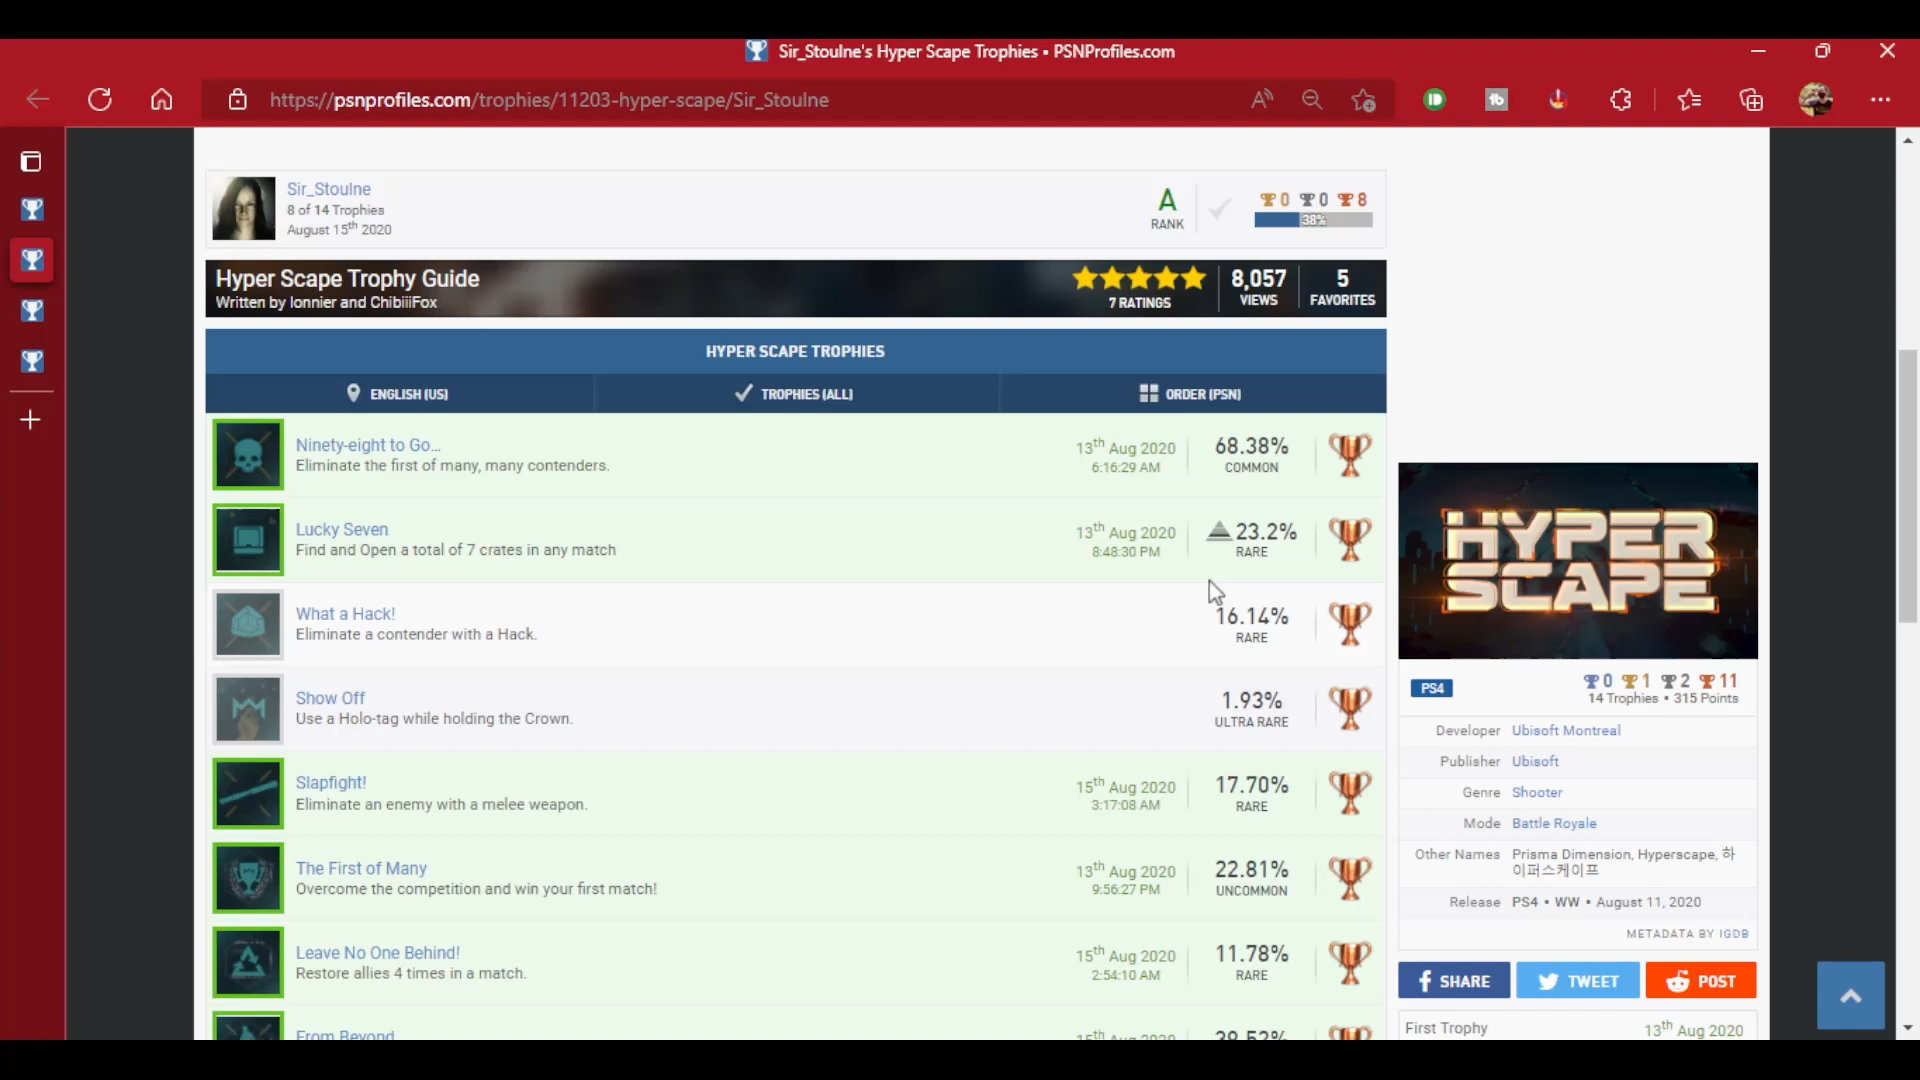 Sir_Stoulne's Hyper Scape Trophies • PSNProfiles.com
https://psnprofiles.com/trophies/11203-hyper-scape/Sir_Stoulne
Sir_Stoulne
8 of 14 Trophies
August 15th 2020
A
RANK
0 0 8
38%
Hyper Scape Trophy Guide
Written by Ionnier and ChibiiiFox
7 RATINGS
8,057
VIEWS
5
FAVORITES
HYPER SCAPE TROPHIES
ENGLISH (US)
TROPHIES (ALL)
ORDER (PSN)
Ninety-eight to Go...
Eliminate the first of many, many contenders.
13th Aug 2020
6:16:29 AM
68.38%
COMMON
Lucky Seven
Find and Open a total of 7 crates in any match
13th Aug 2020
8:48:30 PM
23.2%
RARE
What a Hack!
Eliminate a contender with a Hack.
16.14%
RARE
Show Off
Use a Holo-tag while holding the Crown.
1.93%
ULTRA RARE
Slapfight!
Eliminate an enemy with a melee weapon.
15th Aug 2020
3:17:08 AM
17.70%
RARE
The First of Many
Overcome the competition and win your first match!
13th Aug 2020
9:56:27 PM
22.81%
UNCOMMON
Leave No One Behind!
Restore allies 4 times in a match.
15th Aug 2020
2:54:10 AM
11.78%
RARE
From Beyond
15th Aug 2020
39.52%
HYPER
SCAPE
PS4
0 1 2 11
14 Trophies • 315 Points
Developer Ubisoft Montreal
Publisher Ubisoft
Genre Shooter
Mode Battle Royale
Other Names Prisma Dimension, Hyperscape, 하
이퍼스케이프
Release PS4 • WW • August 11, 2020
METADATA BY IGDB
SHARE
TWEET
POST
First Trophy 13th Aug 2020